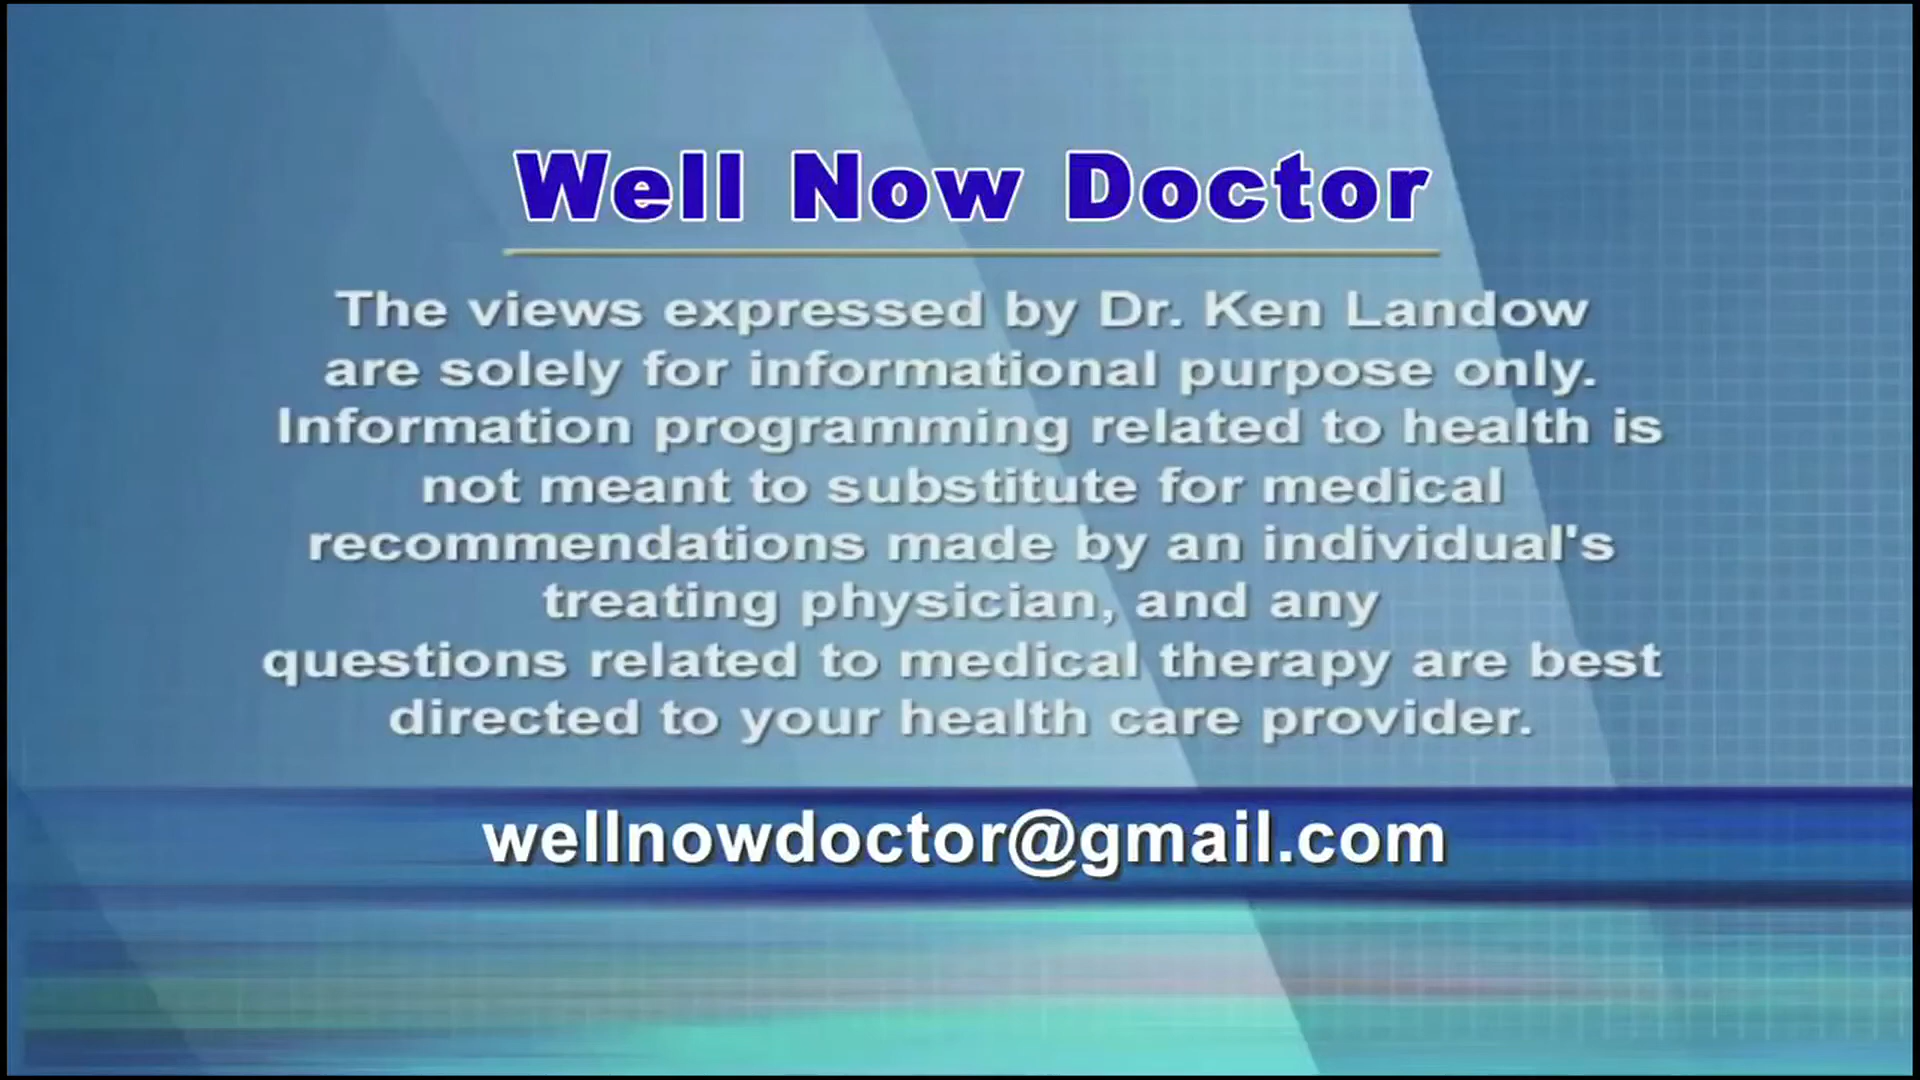 Well Now Doctor
The views expressed by Dr. Ken Landow
are solely for informational purpose only.
Information programming related to health is
not meant to substitute for medical
recommendations made by an individual's
treating physician, and any
questions related to medical therapy are best
directed to your health care provider.
wellnowdoctor@gmail.com